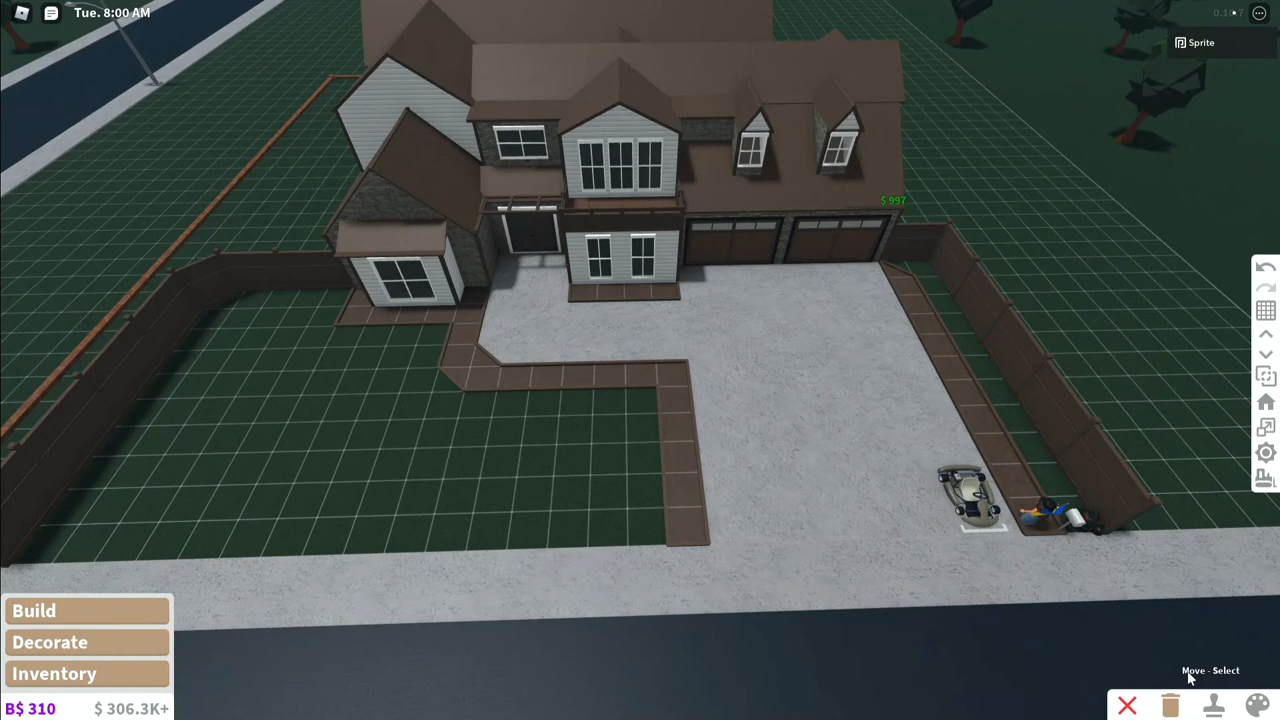 Tue. 8:00 AM
Sprite
$ 997
Build
Decorate
Inventory
B$ 310
$ 306.3K+
Move - Select